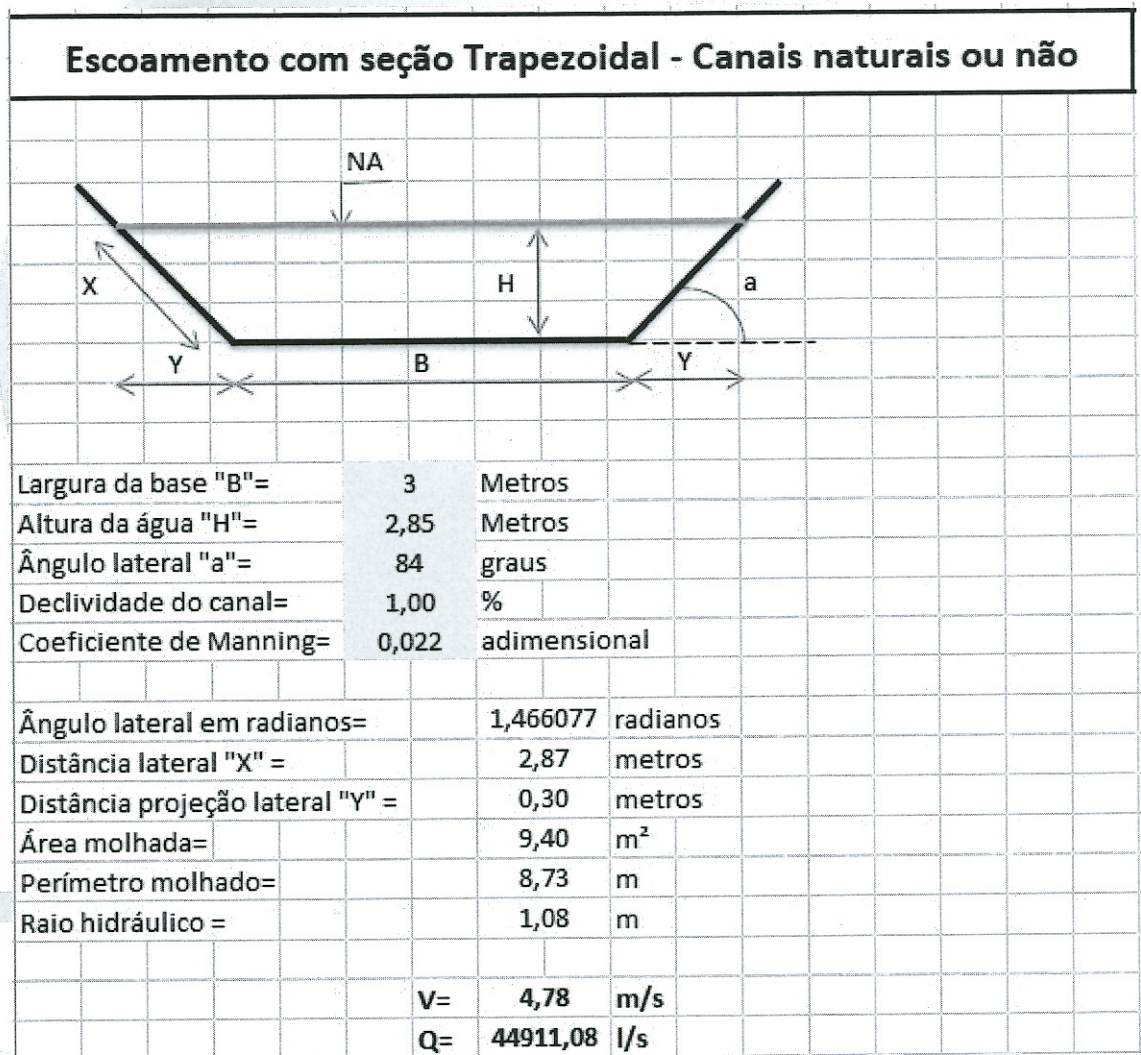 Escoamento com seção Trapezoidal - Canais naturais ou não
NA
X
H
a
Y
B
Y
Largura da base "B"= 3 Metros
Altura da água "H"= 2,85 Metros
Ângulo lateral "a"= 84 graus
Declividade do canal= 1,00 %
Coeficiente de Manning= 0,022 adimensional
Ângulo lateral em radianos= 1,466077 radianos
Distância lateral "X" = 2,87 metros
Distância projeção lateral "Y" = 0,30 metros
Área molhada= 9,40 m²
Perímetro molhado= 8,73 m
Raio hidráulico = 1,08 m
V= 4,78 m/s
Q= 44911,08 l/s